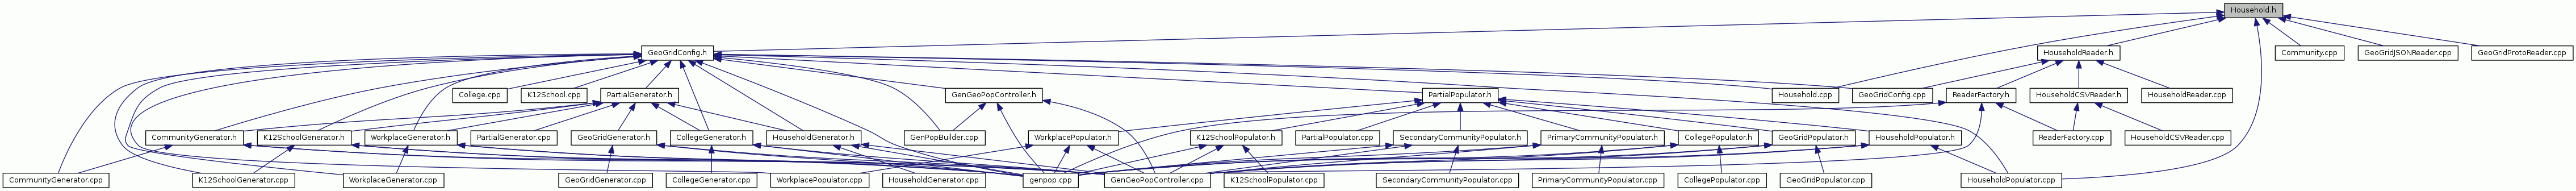 Household.h
GeoGridConfig.h
HouseholdReader.h
Community.cpp
GeoGridJSONReader.cpp
GeoGridProtoReader.cpp
College.cpp
K12School.cpp
PartialGenerator.h
GenGeoPopController.h
PartialPopulator.h
Household.cpp
GeoGridConfig.cpp
ReaderFactory.h
HouseholdCSVReader.h
HouseholdReader.cpp
CommunityGenerator.h
K12SchoolGenerator.h
WorkplaceGenerator.h
PartialGenerator.cpp
GeoGridGenerator.h
CollegeGenerator.h
HouseholdGenerator.h
GenPopBuilder.cpp
WorkplacePopulator.h
K12SchoolPopulator.h
PartialPopulator.cpp
SecondaryCommunityPopulator.h
PrimaryCommunityPopulator.h
CollegePopulator.h
GeoGridPopulator.h
HouseholdPopulator.h
ReaderFactory.cpp
HouseholdCSVReader.cpp
CommunityGenerator.cpp
K12SchoolGenerator.cpp
WorkplaceGenerator.cpp
GeoGridGenerator.cpp
CollegeGenerator.cpp
WorkplacePopulator.cpp
HouseholdGenerator.cpp
genpop.cpp
GenGeoPopController.cpp
K12SchoolPopulator.cpp
SecondaryCommunityPopulator.cpp
PrimaryCommunityPopulator.cpp
CollegePopulator.cpp
GeoGridPopulator.cpp
HouseholdPopulator.cpp